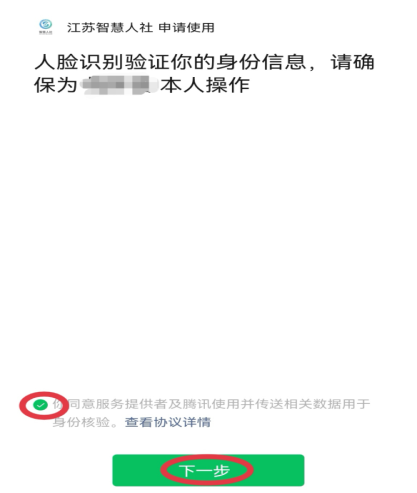 江苏智慧人社 申请使用
人脸识别验证你的身份信息，请确
保为 本人操作
你同意服务提供者及腾讯使用并传送相关数据用于
身份核验。查看协议详情
下一步